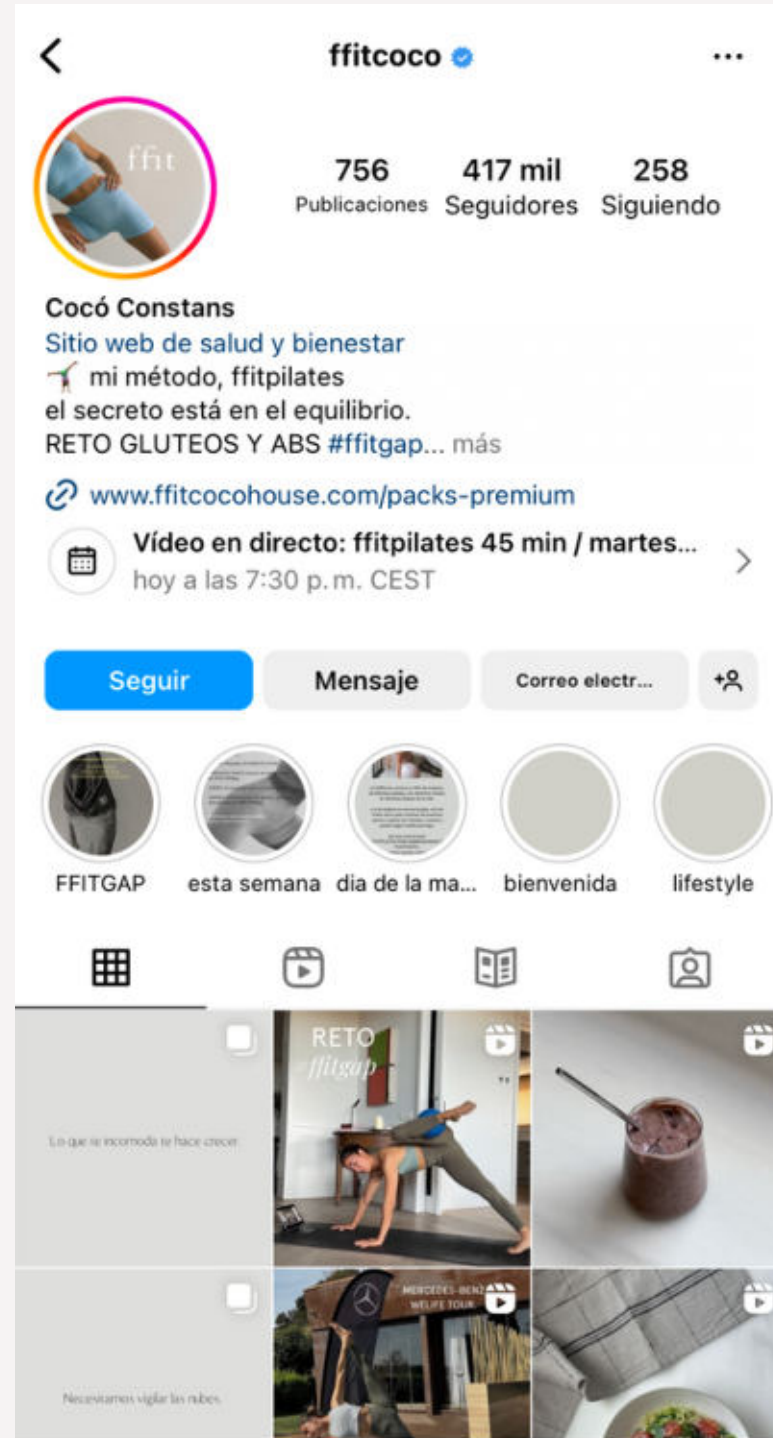 ffitcoco
ffit
756 417 mil 258
Publicaciones Seguidores Siguiendo
Cocó Constans
Sitio web de salud y bienestar
mi método, ffitpilates
el secreto está en el equilibrio.
RETO GLUTEOS Y ABS #ffitgap... más
www.ffitcocohouse.com/packs-premium
Vídeo en directo: ffitpilates 45 min / martes...
hoy a las 7:30 p. m. CEST
Seguir Mensaje Correo electr...
FFITGAP esta semana dia de la ma... bienvenida lifestyle
RETO
ffitgap
Lo que te incomoda te hace crecer.
MERCEDES-BENZ
WELIFE TOUR
Necesitamos vigilar las nubes.